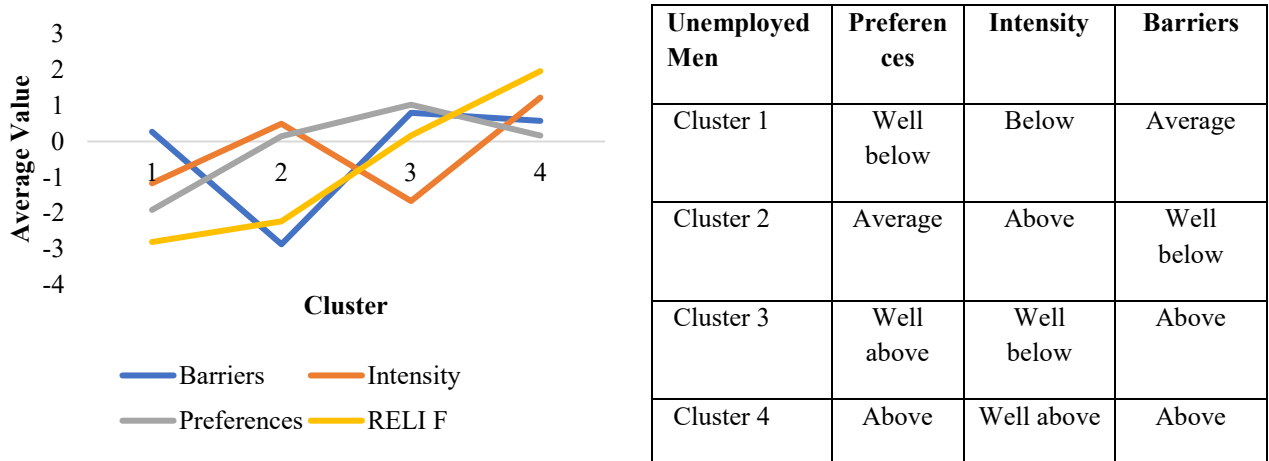 3
2
1
0
-1
-2
-3
-4
Average Value
1 2 3 4
Cluster
Barriers Intensity
Preferences RELI F
Unemployed Preferen Intensity Barriers
Men ces
Cluster 1 Well Below Average
below
Cluster 2 Average Above Well
below
Cluster 3 Well Well Above
above below
Cluster 4 Above Well above Above